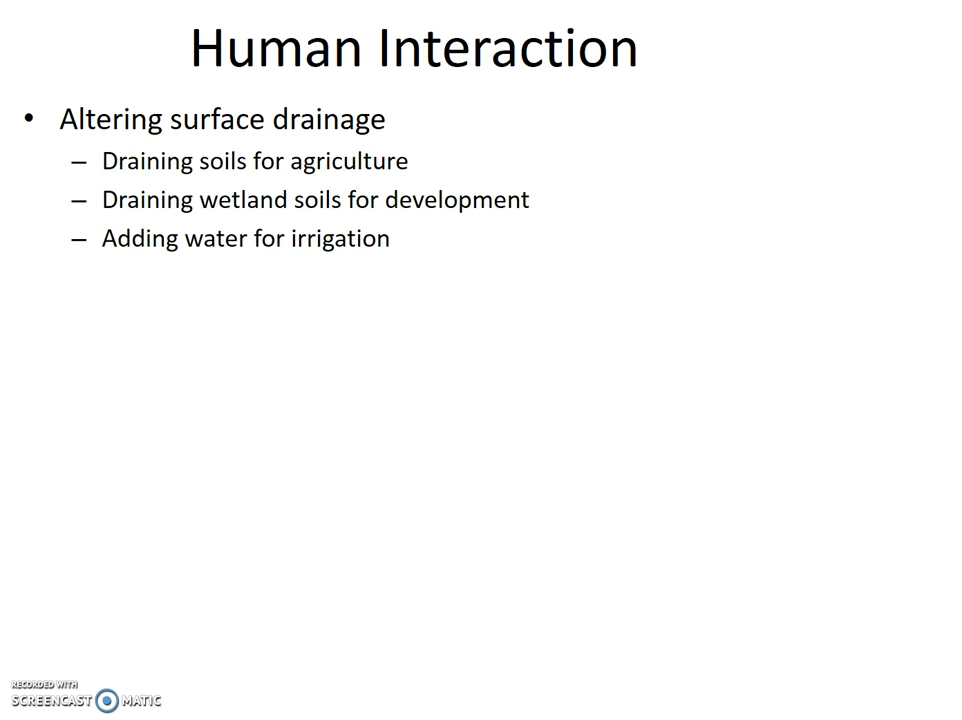 Human Interaction
• Altering surface drainage
– Draining soils for agriculture
– Draining wetland soils for development
– Adding water for irrigation
RECORDED WITH
SCREENCAST MATIC